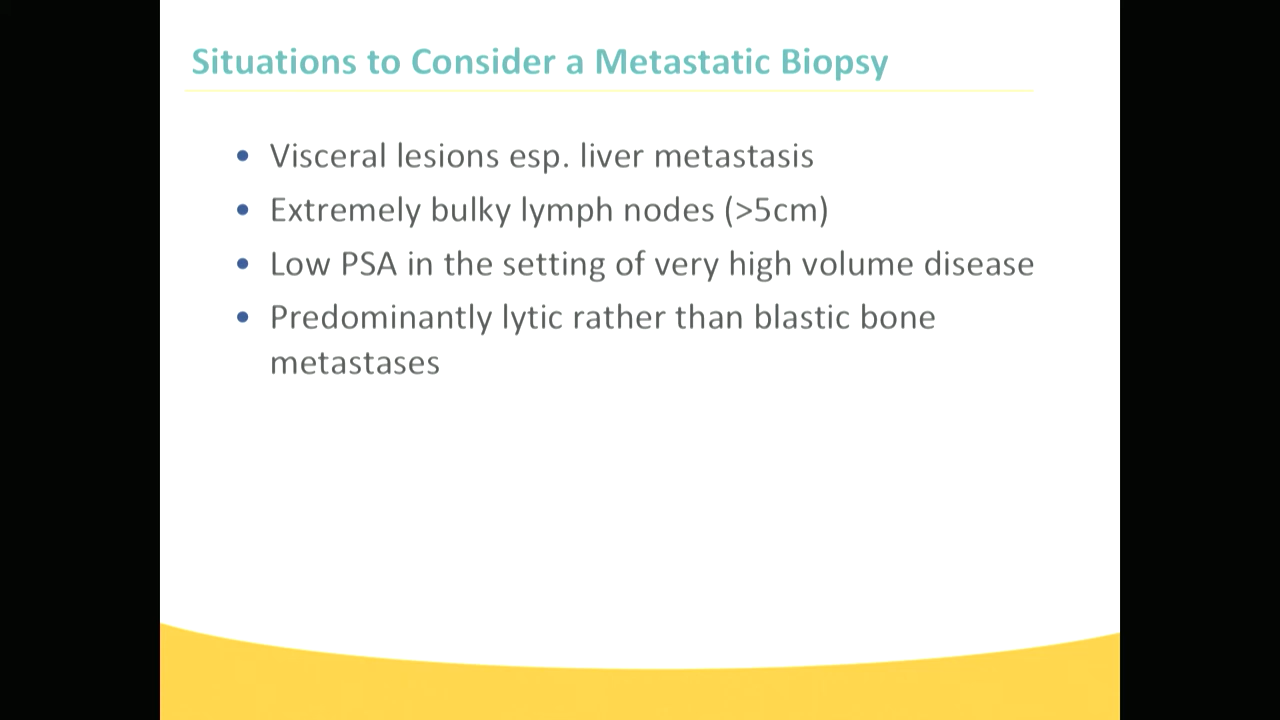 Situations to Consider a Metastatic Biopsy
• Visceral lesions esp. liver metastasis
• Extremely bulky lymph nodes (>5cm)
• Low PSA in the setting of very high volume disease
• Predominantly lytic rather than blastic bone
metastases